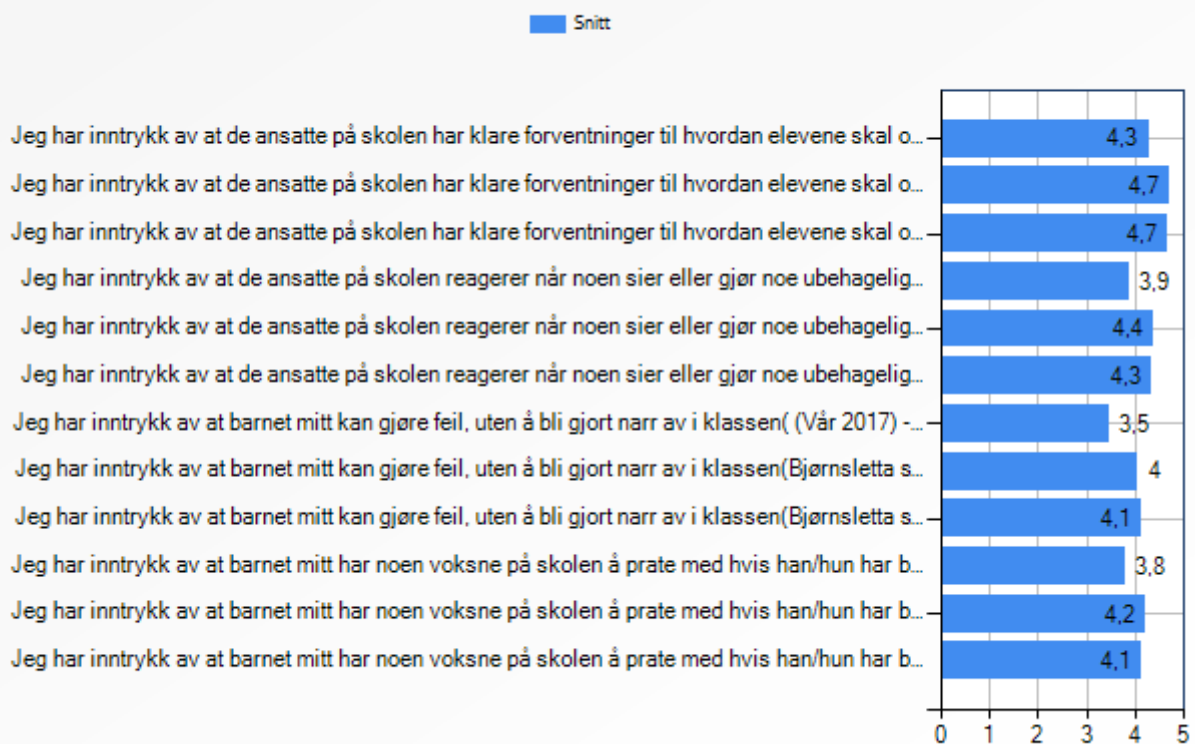 Snitt
Jeg har inntrykk av at de ansatte på skolen har klare forventninger til hvordan elevene skal o... 4,3
Jeg har inntrykk av at de ansatte på skolen har klare forventninger til hvordan elevene skal o... 4,7
Jeg har inntrykk av at de ansatte på skolen har klare forventninger til hvordan elevene skal o... 4,7
Jeg har inntrykk av at de ansatte på skolen reagerer når noen sier eller gjør noe ubehagelig... 3,9
Jeg har inntrykk av at de ansatte på skolen reagerer når noen sier eller gjør noe ubehagelig... 4,4
Jeg har inntrykk av at de ansatte på skolen reagerer når noen sier eller gjør noe ubehagelig... 4,3
Jeg har inntrykk av at barnet mitt kan gjøre feil, uten å bli gjort narr av i klassen( (Vår 2017) -... 3,5
Jeg har inntrykk av at barnet mitt kan gjøre feil, uten å bli gjort narr av i klassen(Bjørnsletta s... 4
Jeg har inntrykk av at barnet mitt kan gjøre feil, uten å bli gjort narr av i klassen(Bjørnsletta s... 4,1
Jeg har inntrykk av at barnet mitt har noen voksne på skolen å prate med hvis han/hun har b... 3,8
Jeg har inntrykk av at barnet mitt har noen voksne på skolen å prate med hvis han/hun har b... 4,2
Jeg har inntrykk av at barnet mitt har noen voksne på skolen å prate med hvis han/hun har b... 4,1
0 1 2 3 4 5